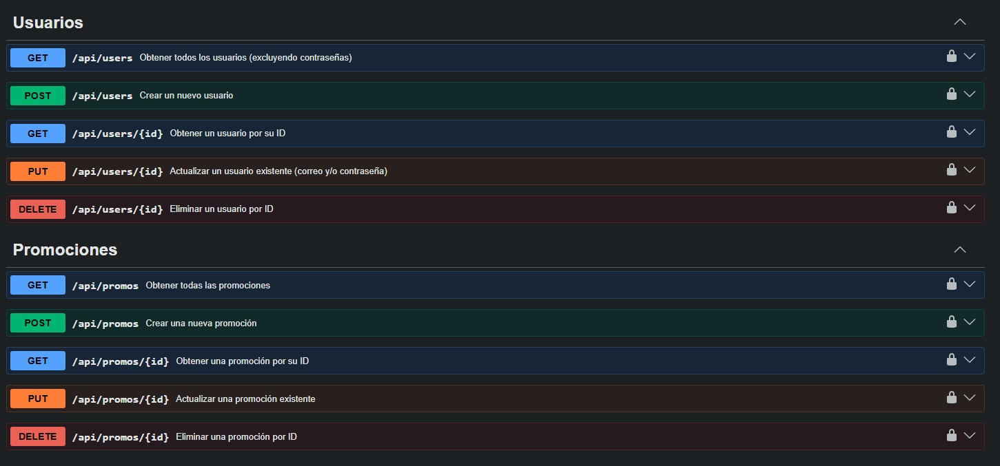 Usuarios
GET /api/users Obtener todos los usuarios (excluyendo contraseñas)
POST /api/users Crear un nuevo usuario
GET /api/users/{id} Obtener un usuario por su ID
PUT /api/users/{id} Actualizar un usuario existente (correo y/o contraseña)
DELETE /api/users/{id} Eliminar un usuario por ID
Promociones
GET /api/promos Obtener todas las promociones
POST /api/promos Crear una nueva promoción
GET /api/promos/{id} Obtener una promoción por su ID
PUT /api/promos/{id} Actualizar una promoción existente
DELETE /api/promos/{id} Eliminar una promoción por ID